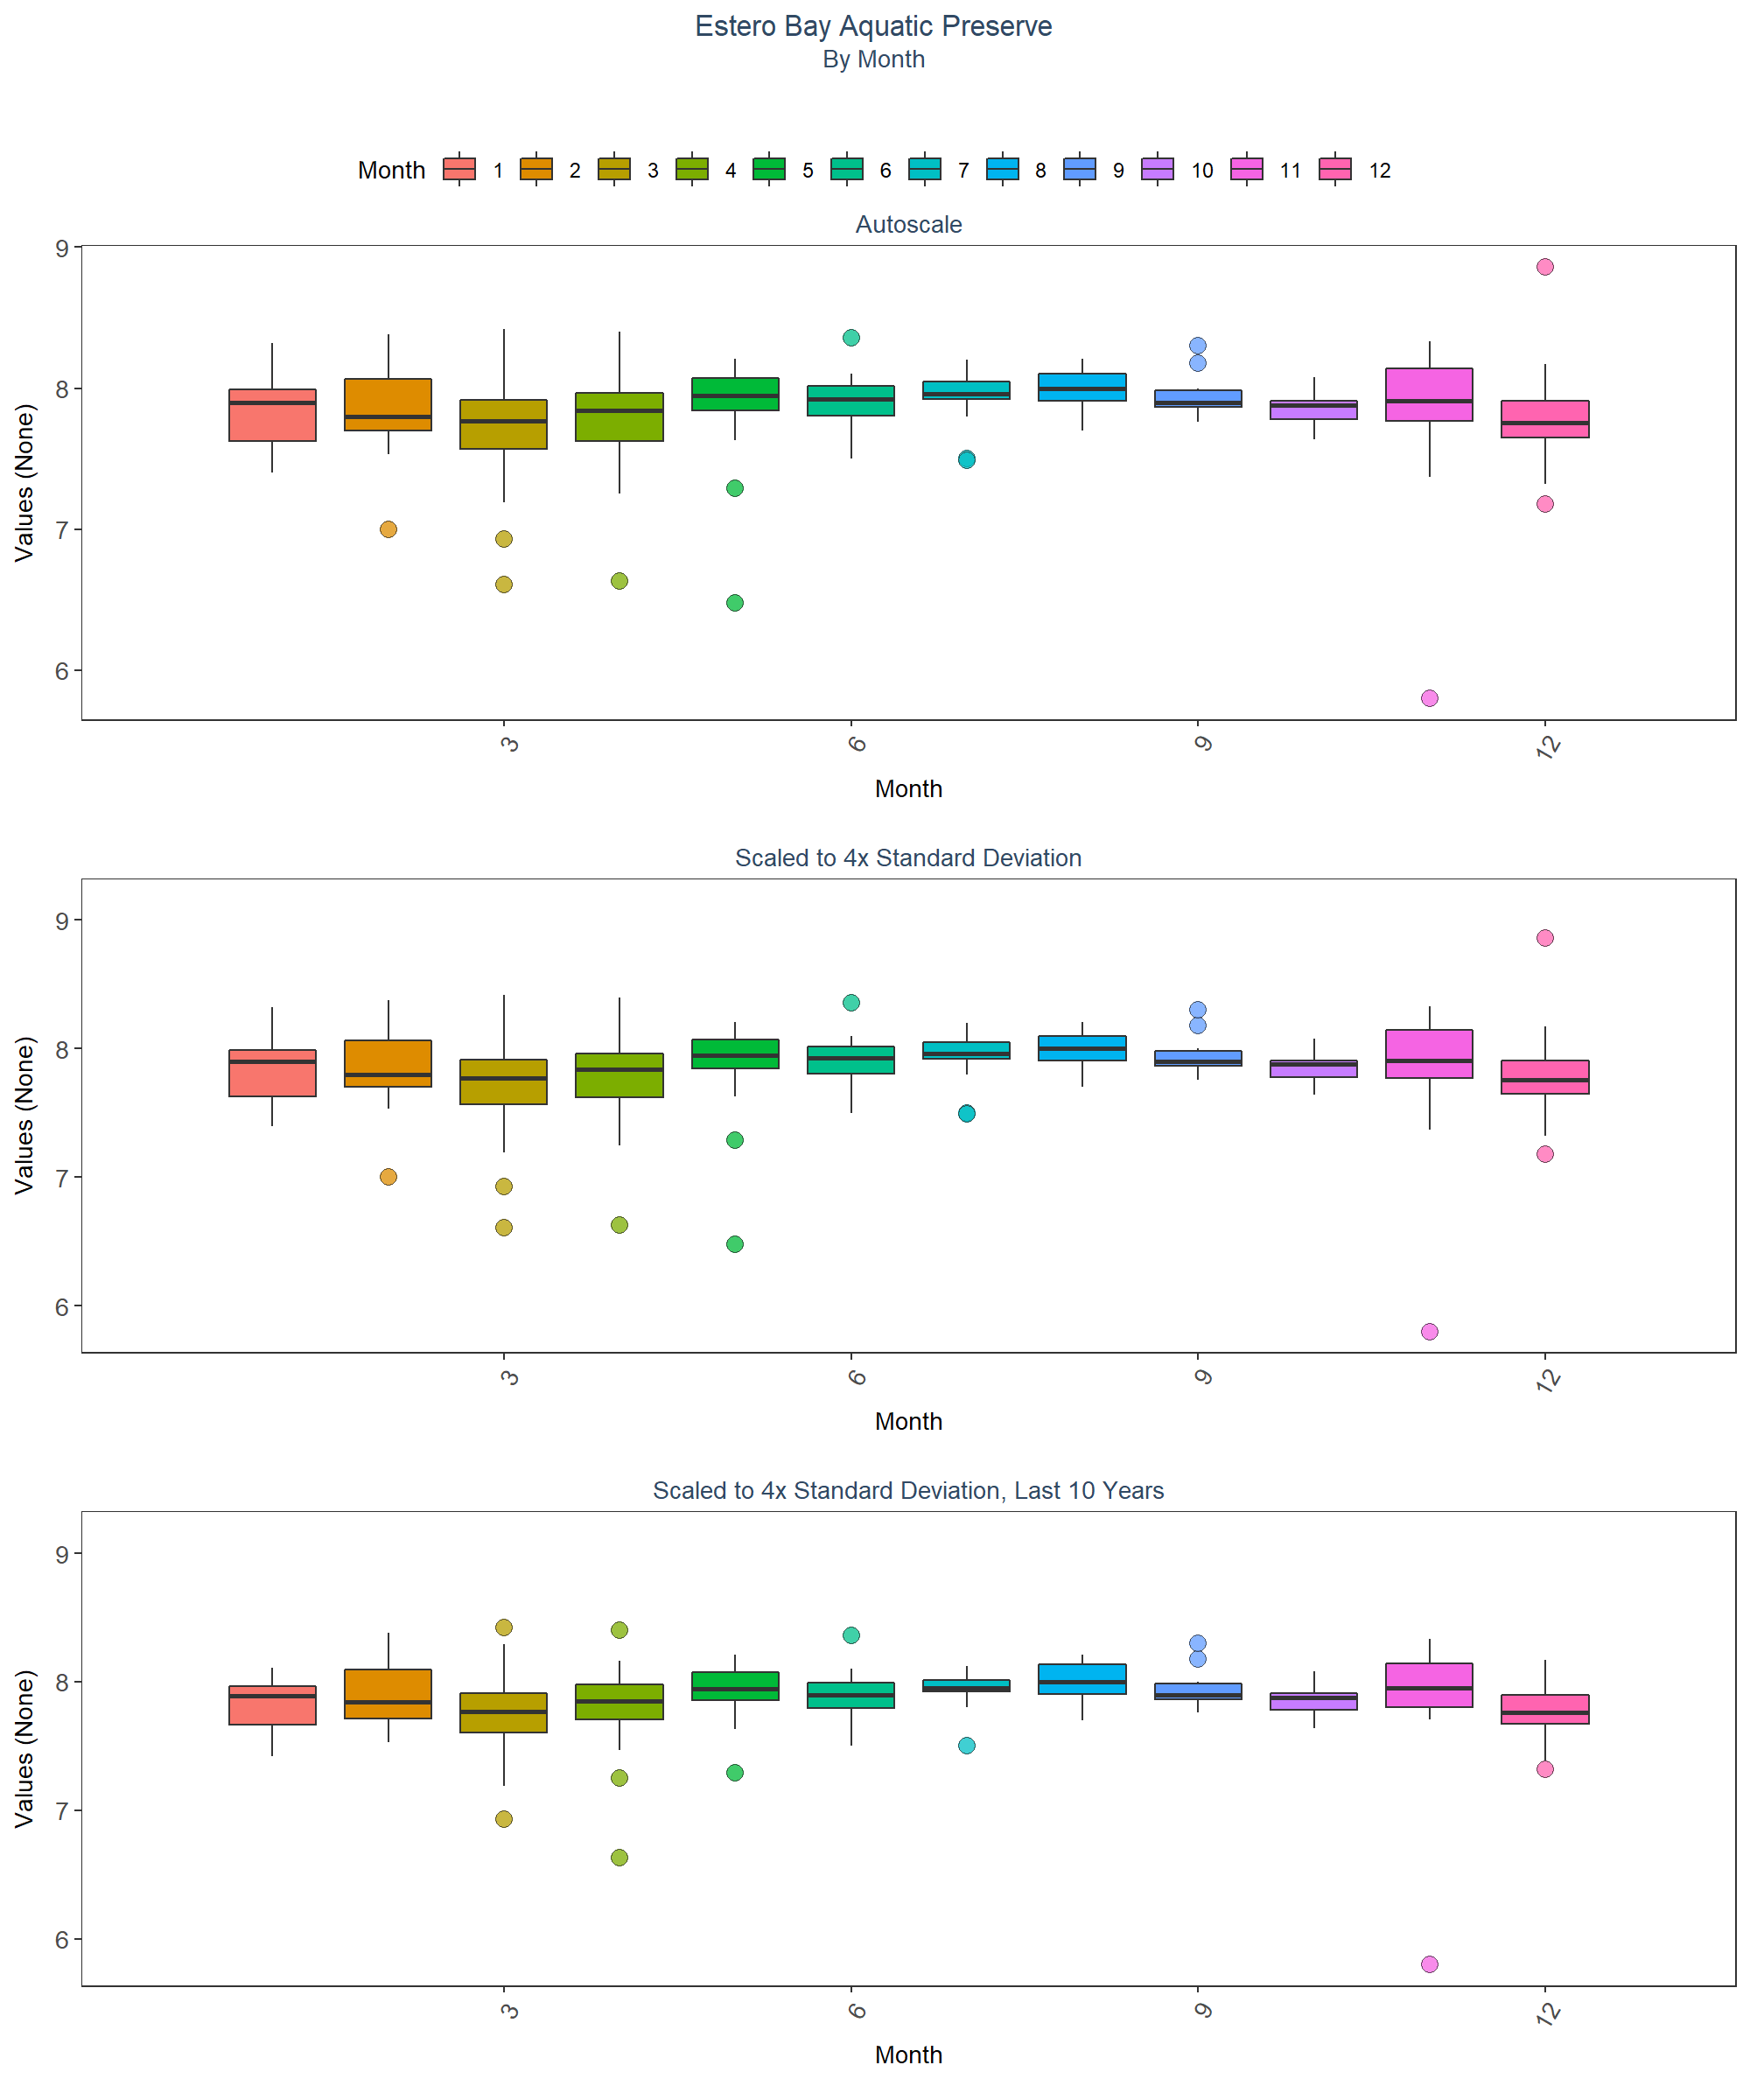 Estero Bay Aquatic Preserve
By Month
Month 1 2 3 4 5 6 7 8 9 10 11 12
Autoscale
9
8
7
6
Values (None)
3 6 9 12
Month
Scaled to 4x Standard Deviation
9
8
7
6
Values (None)
3 6 9 12
Month
Scaled to 4x Standard Deviation, Last 10 Years
9
8
7
6
Values (None)
3 6 9 12
Month